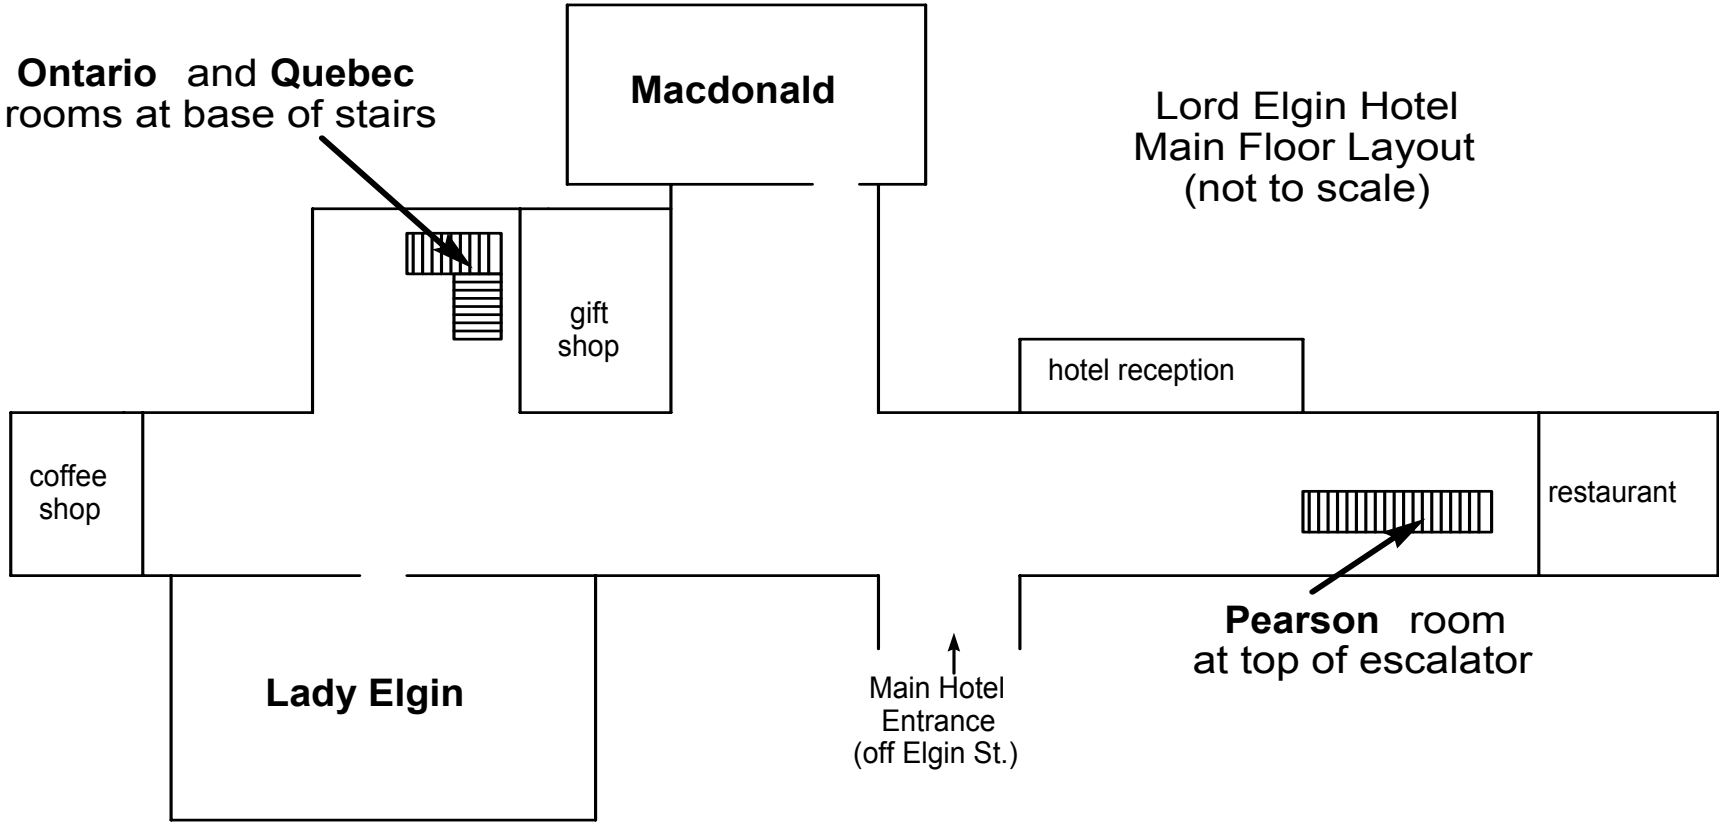 Ontario and Quebec
rooms at base of stairs
Macdonald
Lord Elgin Hotel
Main Floor Layout
(not to scale)
gift
shop
hotel reception
coffee
shop
restaurant
Pearson room
at top of escalator
Lady Elgin
Main Hotel
Entrance
(off Elgin St.)